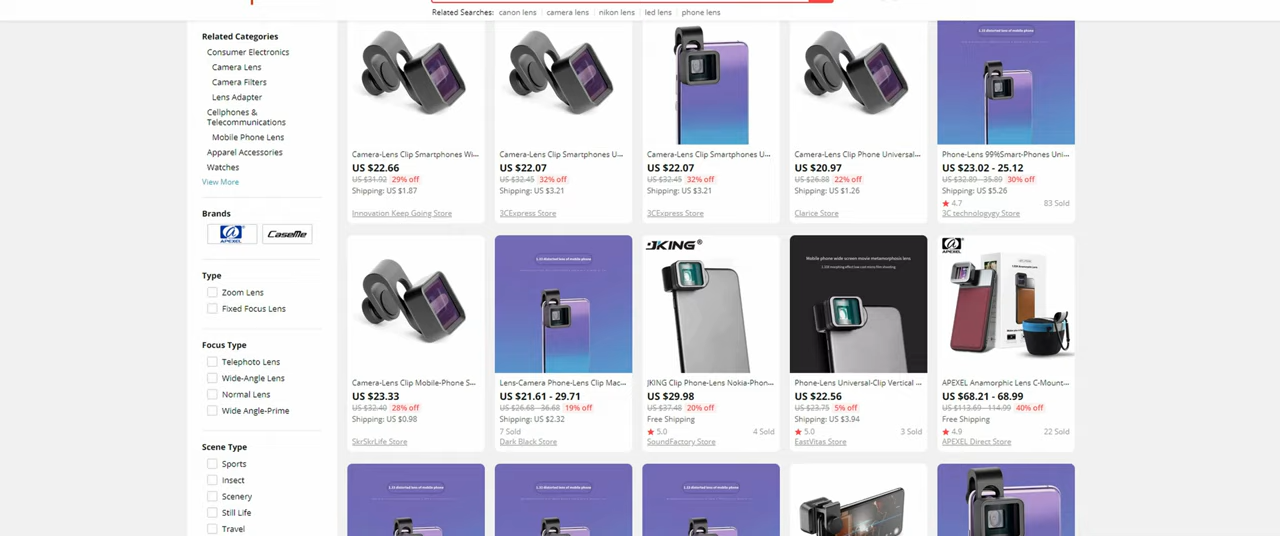 Related Searches: canon lens camera lens nikon lens led lens phone lens
Related Categories
Consumer Electronics
Camera Lens
Camera Filters
Lens Adapter
Cellphones &
Telecommunications
Mobile Phone Lens
Apparel Accessories
Watches
View More
Brands
APEXEL CASEME
Type
Zoom Lens
Fixed Focus Lens
Focus Type
Telephoto Lens
Wide-Angle Lens
Normal Lens
Wide Angle-Prime
Scene Type
Sports
Insect
Scenery
Still Life
Travel
Camera-Lens Clip Smartphones Wi...
US $22.66
US $31.92 29% off
Shipping: US $1.87
Innovation Keep Going Store
Camera-Lens Clip Smartphones U...
US $22.07
US $32.45 32% off
Shipping: US $3.21
3CExpress Store
Camera-Lens Clip Smartphones U...
US $22.07
US $32.45 32% off
Shipping: US $3.21
3CExpress Store
Camera-Lens Clip Phone Universal...
US $20.97
US $26.88 22% off
Shipping: US $1.26
Clarice Store
Phone-Lens 99%Smart-Phones Uni...
US $23.02 - 25.12
US $32.89 - 35.89 30% off
Shipping: US $5.26
4.7 83 Sold
3C technologygy Store
Camera-Lens Clip Mobile-Phone S...
US $23.33
US $32.40 28% off
Shipping: US $0.98
SkrSkrLife Store
Lens-Camera Phone-Lens Clip Mac...
US $21.61 - 29.71
US $26.68 - 36.68 19% off
Shipping: US $2.32
7 Sold
Dark Black Store
JKING®
JKING Clip Phone-Lens Nokia-Phon...
US $29.98
US $37.48 20% off
Free Shipping
5.0 4 Sold
SoundFactory Store
Mobile phone wide screen movie metamorphosis lens
Phone-Lens Universal-Clip Vertical ...
US $22.56
US $23.75 5% off
Shipping: US $3.94
5.0 3 Sold
EastVitas Store
APEXEL
APEXEL Anamorphic Lens C-Mount...
US $68.21 - 68.99
US $113.69 - 114.99 40% off
Free Shipping
4.9 22 Sold
APEXEL Direct Store